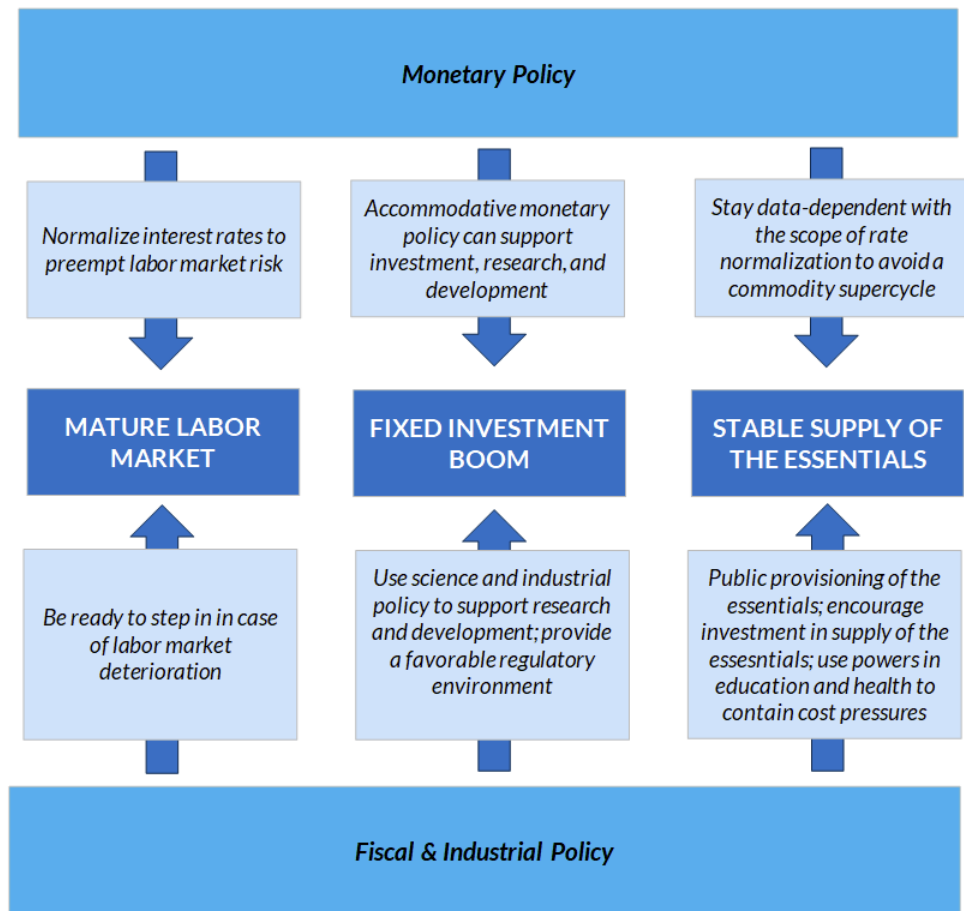 Monetary Policy
Normalize interest rates to
preempt labor market risk
Accommodative monetary
policy can support
investment, research, and
development
Stay data-dependent with
the scope of rate
normalization to avoid a
commodity supercycle
MATURE LABOR
MARKET
FIXED INVESTMENT
BOOM
STABLE SUPPLY OF
THE ESSENTIALS
Be ready to step in in case
of labor market
deterioration
Use science and industrial
policy to support research
and development; provide
a favorable regulatory
environment
Public provisioning of the
essentials; encourage
investment in supply of the
essesntials; use powers in
education and health to
contain cost pressures
Fiscal & Industrial Policy